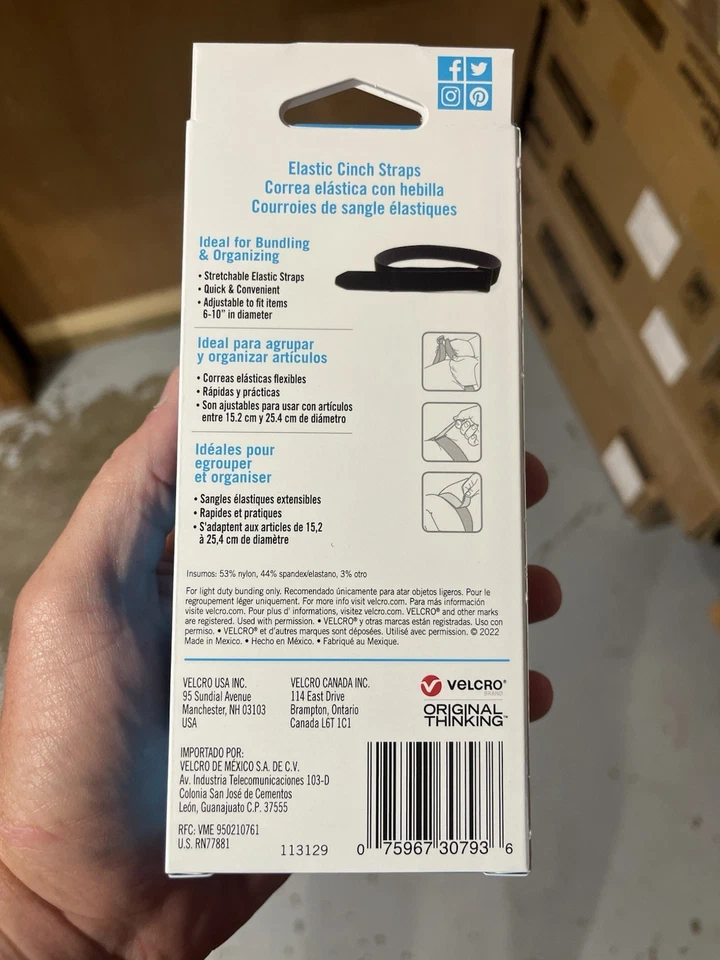 Elastic Cinch Straps
Correa elástica con hebilla
Courroies de sangle élastiques
Ideal for Bundling
& Organizing
• Stretchable Elastic Straps
• Quick & Convenient
• Adjustable to fit items
6-10" in diameter
Ideal para agrupar
y organizar artículos
• Correas elásticas flexibles
• Rápidas y prácticas
• Son ajustables para usar con artículos
entre 15.2 cm y 25.4 cm de diámetro
Idéales pour
egrouper
et organiser
• Sangles élastiques extensibles
• Rapides et pratiques
• S'adaptent aux articles de 15,2
à 25,4 cm de diamètre
Insumos: 53% nylon, 44% spandex/elastano, 3% otro
For light duty bunding only. Recomendado únicamente para atar objetos ligeros. Pour le
regroupement léger uniquement. For more info visit velcro.com. Para más información
visite velcro.com. Pour plus d' informations, visitez velcro.com. VELCRO® and other marks
are registered. Used with permission. • VELCRO® y otras marcas están registradas. Uso con
permiso. • VELCRO® et d'autres marques sont déposées. Utilisé avec permission. © 2022
Made in Mexico. • Hecho en México. • Fabriqué au Mexique.
VELCRO USA INC.
95 Sundial Avenue
Manchester, NH 03103
USA
VELCRO CANADA INC.
114 East Drive
Brampton, Ontario
Canada L6T 1C1
VELCRO®
BRAND
ORIGINAL
THINKING™
IMPORTADO POR:
VELCRO DE MÉXICO S.A. DE C.V.
Av. Industria Telecomunicaciones 103-D
Colonia San José de Cementos
León, Guanajuato C.P. 37555
RFC: VME 950210761
U.S. RN77881
113129
0 75967 30793 6